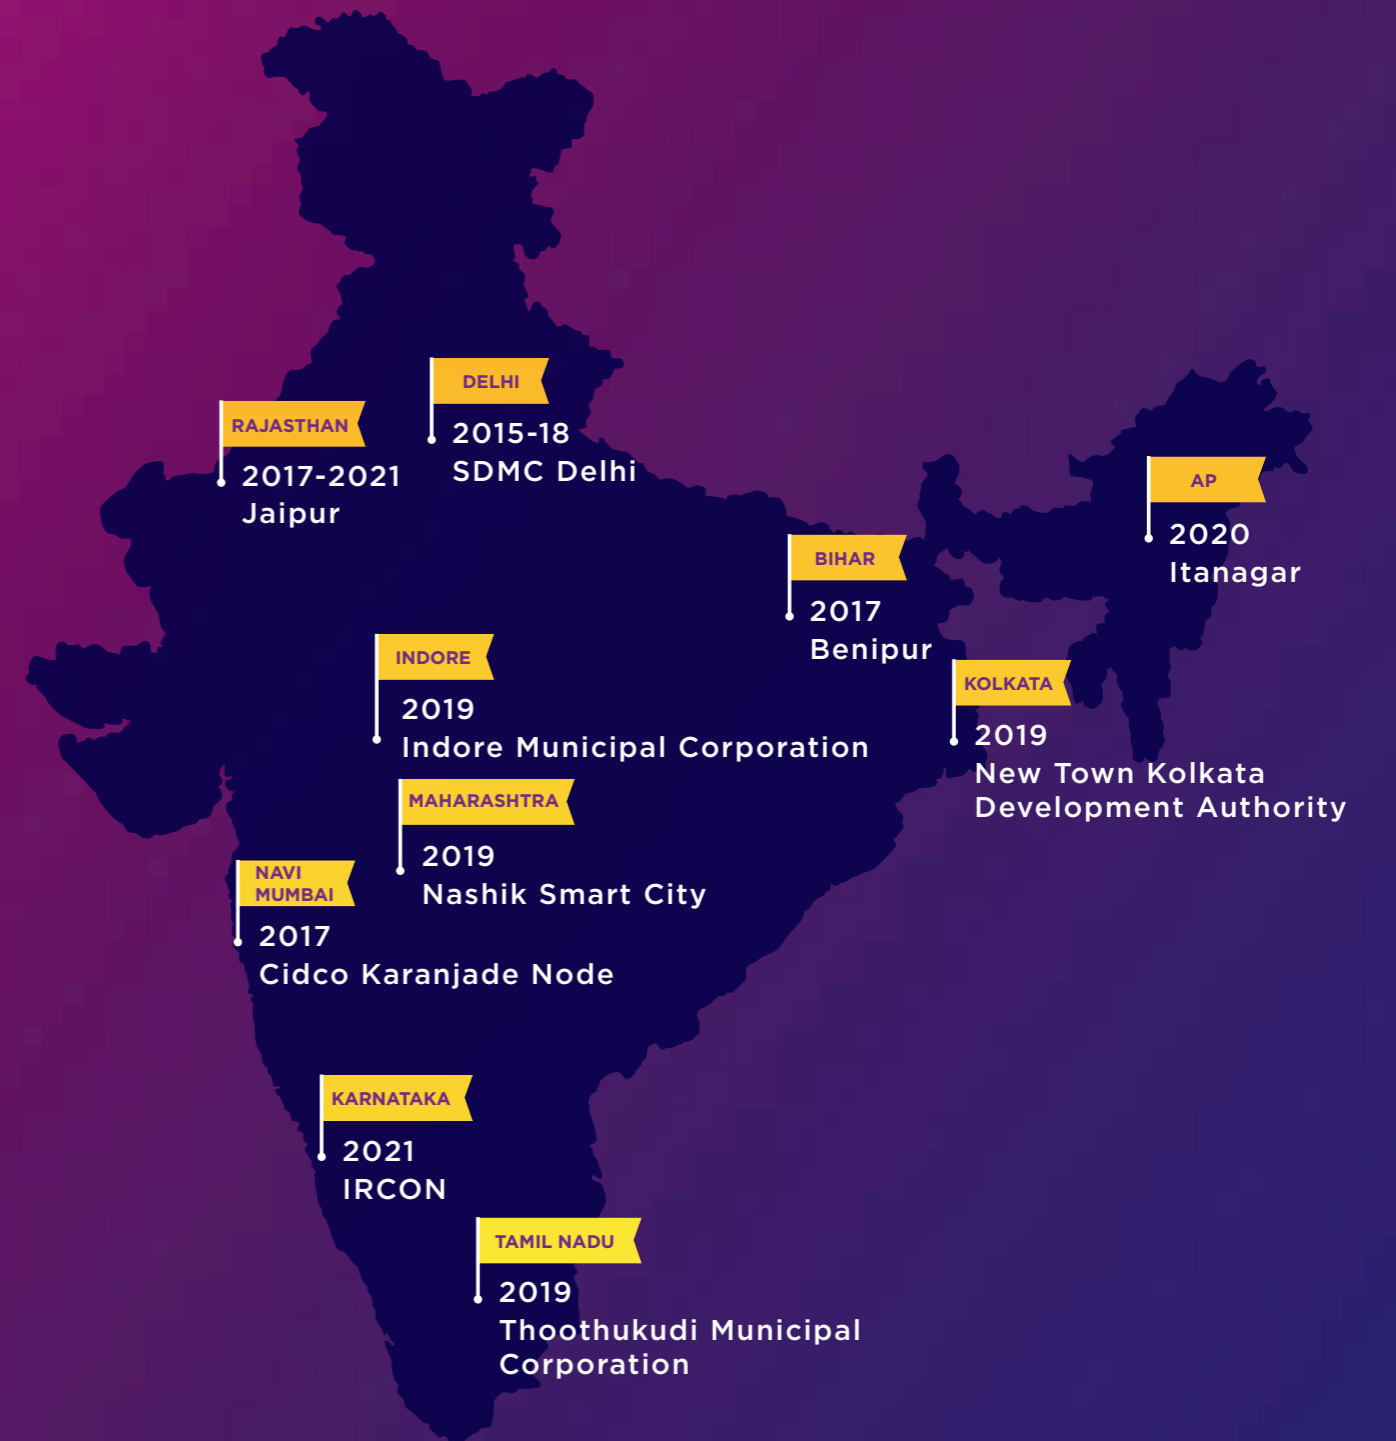 DELHI
2015-18
SDMC Delhi
RAJASTHAN
2017-2021
Jaipur
AP
2020
Itanagar
BIHAR
2017
Benipur
INDORE
2019
Indore Municipal Corporation
KOLKATA
2019
New Town Kolkata
Development Authority
MAHARASHTRA
2019
Nashik Smart City
NAVI
MUMBAI
2017
Cidco Karanjade Node
KARNATAKA
2021
IRCON
TAMIL NADU
2019
Thoothukudi Municipal
Corporation